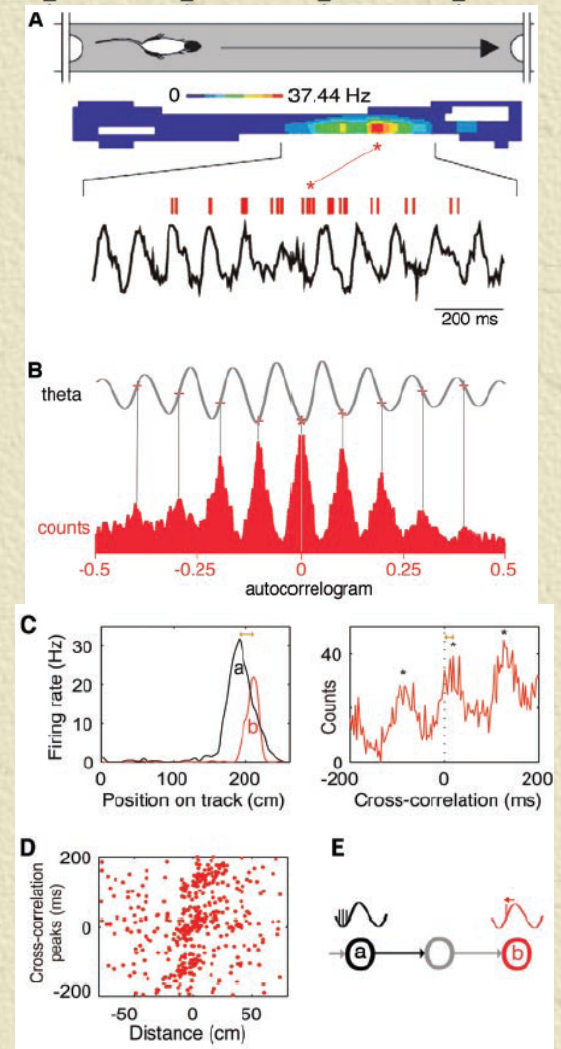 A
0 37.44 Hz
*
*
200 ms
B
theta
counts
-0.5 -0.25 0 0.25 0.5
autocorrelogram
C
Firing rate (Hz)
30
20
10
0
a
b
0 100 200
Position on track (cm)
Counts
40
0
* * *
-200 0 200
Cross-correlation (ms)
D
Cross-correlation
peaks (ms)
200
0
-200
-50 0 50
Distance (cm)
E
a b